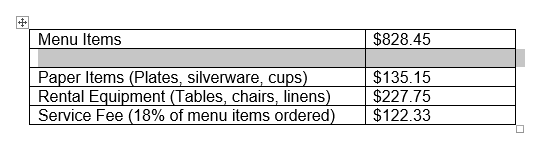 Menu Items $828.45
Paper Items (Plates, silverware, cups) $135.15
Rental Equipment (Tables, chairs, linens) $227.75
Service Fee (18% of menu items ordered) $122.33